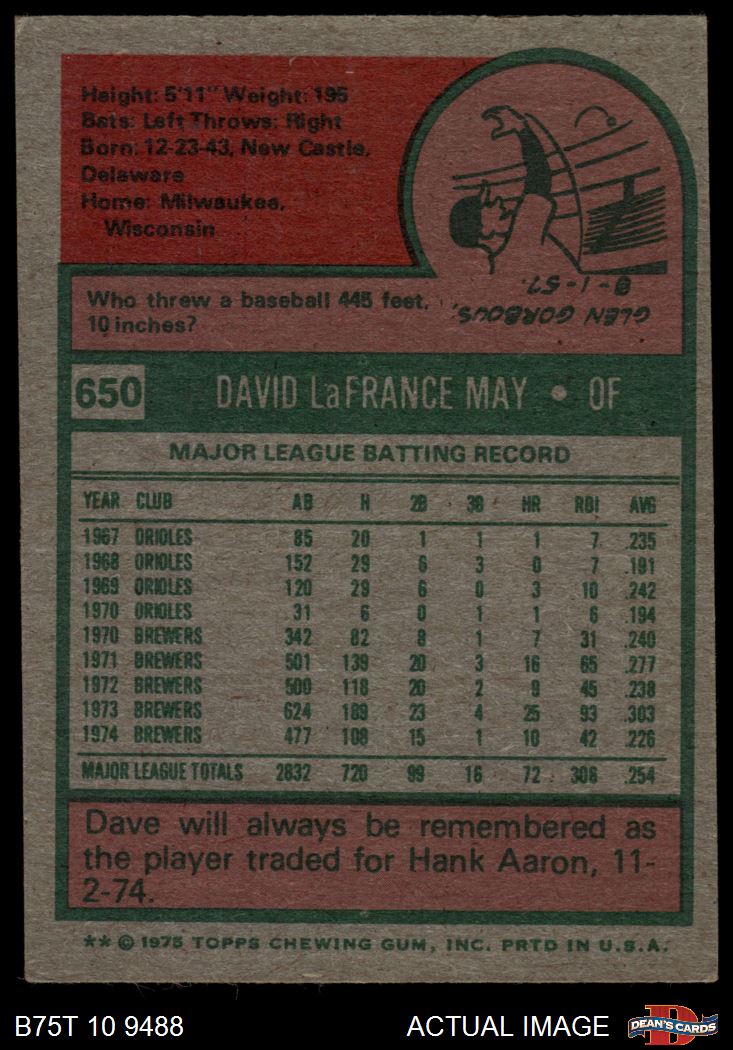 Height: 5'11" Weight: 195
Bats: Left Throws: Right
Born: 12-23-43, New Castle,
Delaware
Home: Milwaukee,
Wisconsin
Who threw a baseball 445 feet,
10 inches?
GLEN GORBOUS,
8-1-57.
650 DAVID LaFRANCE MAY • OF
MAJOR LEAGUE BATTING RECORD
YEAR CLUB AB H 2B 3B HR RBI AVG
1967 ORIOLES 85 20 1 1 1 7 .235
1968 ORIOLES 152 29 6 3 0 7 .191
1969 ORIOLES 120 29 6 0 3 10 .242
1970 ORIOLES 31 6 0 1 1 6 .194
1970 BREWERS 342 82 8 1 7 31 .240
1971 BREWERS 501 139 20 3 16 65 .277
1972 BREWERS 500 118 20 2 9 45 .238
1973 BREWERS 624 189 23 4 25 93 .303
1974 BREWERS 477 108 15 1 10 42 .226
MAJOR LEAGUE TOTALS 2832 720 99 16 72 306 .254
Dave will always be remembered as
the player traded for Hank Aaron, 11-
2-74.
** © 1975 TOPPS CHEWING GUM, INC. PRTD IN U.S.A.
B75T 10 9488 ACTUAL IMAGE D DEAN'S CARDS